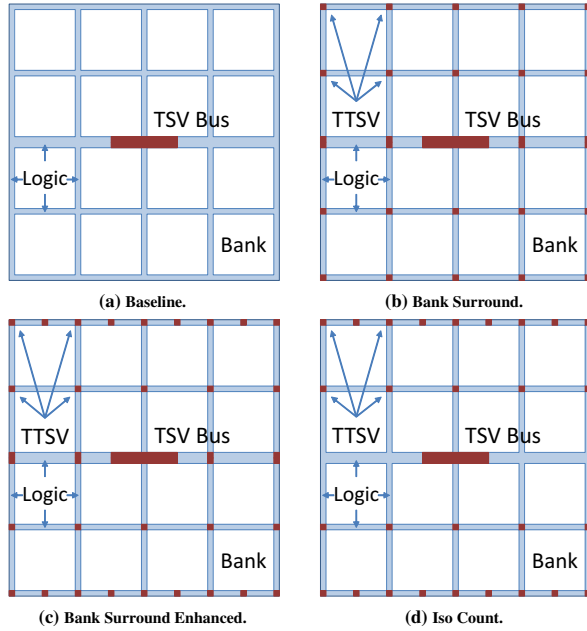 TSV Bus
Logic
Bank
(a) Baseline.
TTSV
TSV Bus
Logic
Bank
(b) Bank Surround.
TTSV
TSV Bus
Logic
Bank
(c) Bank Surround Enhanced.
TTSV
TSV Bus
Logic
Bank
(d) Iso Count.